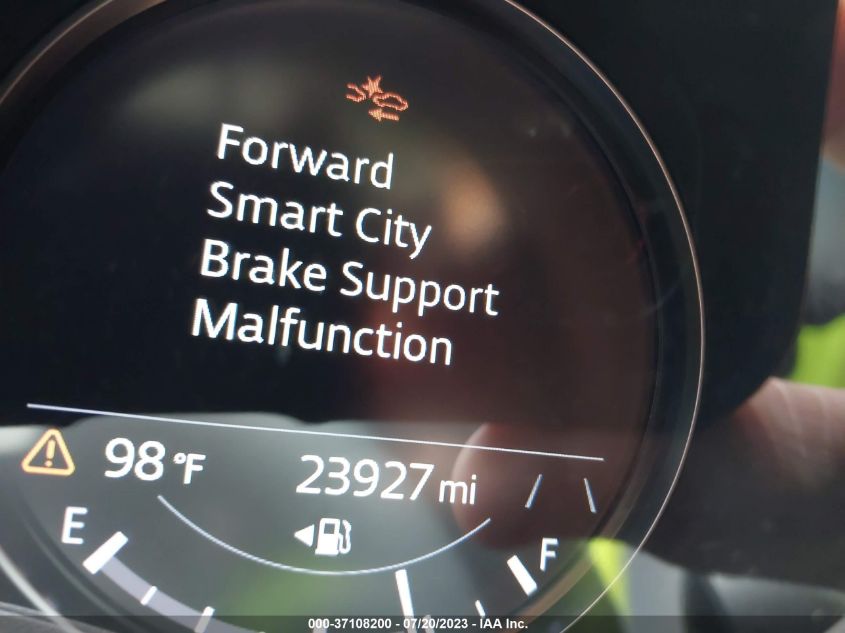 Forward
Smart City
Brake Support
Malfunction
98 °F 23927 mi
E F
000-37108200 - 07/20/2023 - IAA Inc.